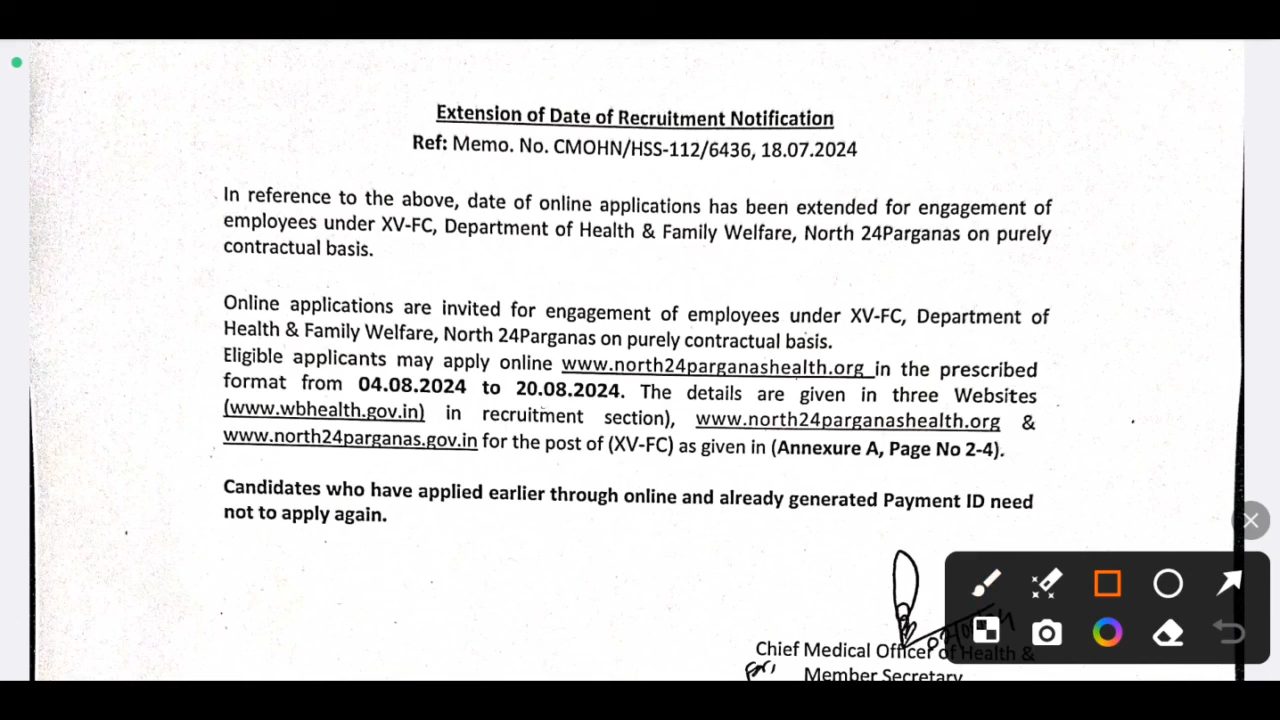 Extension of Date of Recruitment Notification
Ref: Memo. No. CMOHN/HSS-112/6436, 18.07.2024
In reference to the above, date of online applications has been extended for engagement of
employees under XV-FC, Department of Health & Family Welfare, North 24Parganas on purely
contractual basis.
Online applications are invited for engagement of employees under XV-FC, Department of
Health & Family Welfare, North 24Parganas on purely contractual basis.
Eligible applicants may apply online www.north24parganashealth.org in the prescribed
format from 04.08.2024 to 20.08.2024. The details are given in three Websites
(www.wbhealth.gov.in) in recruitment section), www.north24parganashealth.org &
www.north24parganas.gov.in for the post of (XV-FC) as given in (Annexure A, Page No 2-4).
Candidates who have applied earlier through online and already generated Payment ID need
not to apply again.
Chief Medical Officer of Health &
For,
Member Secretary